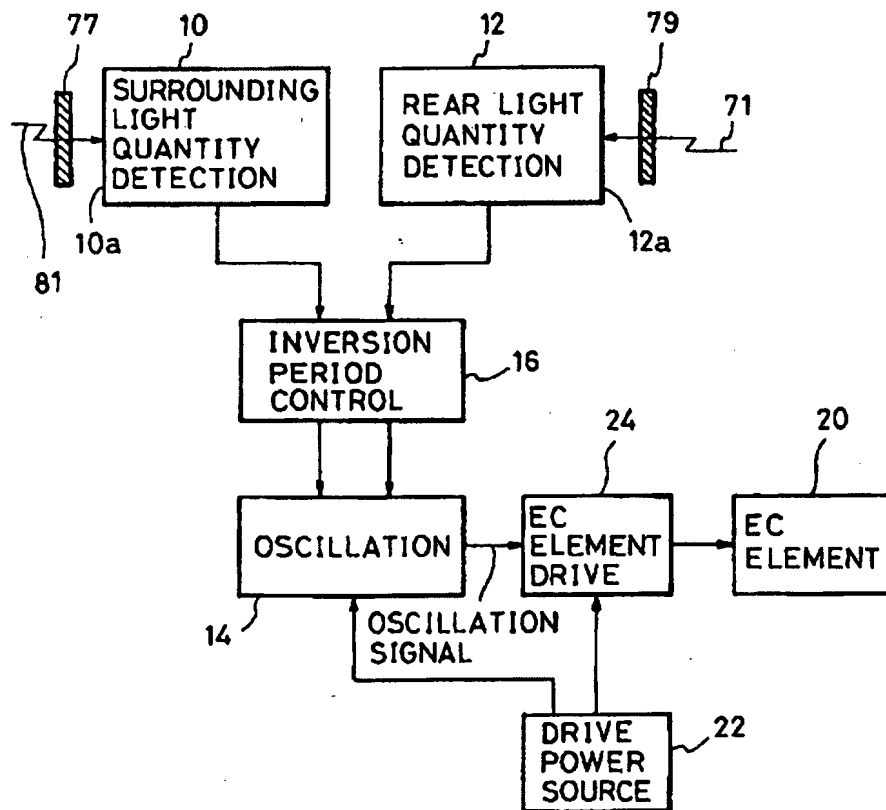 77
10
12
79
SURROUNDING
LIGHT
QUANTITY
DETECTION
REAR LIGHT
QUANTITY
DETECTION
71
10a
12a
81
INVERSION
PERIOD
CONTROL
16
24
20
OSCILLATION
EC
ELEMENT
DRIVE
EC
ELEMENT
14
OSCILLATION
SIGNAL
DRIVE
POWER
SOURCE
22